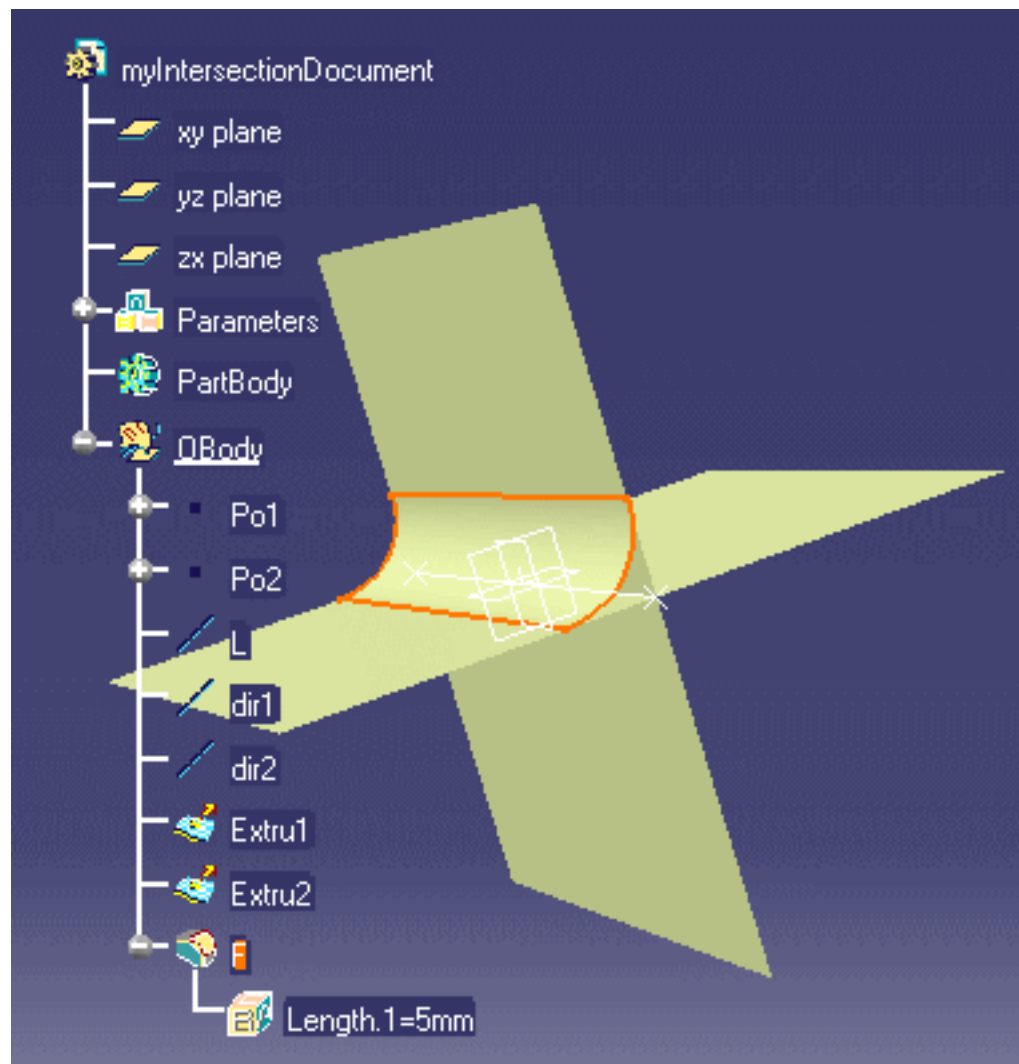 myIntersectionDocument
xy plane
yz plane
zx plane
Parameters
PartBody
OBody
Po1
Po2
L
dir1
dir2
Extru1
Extru2
F
Length.1=5mm